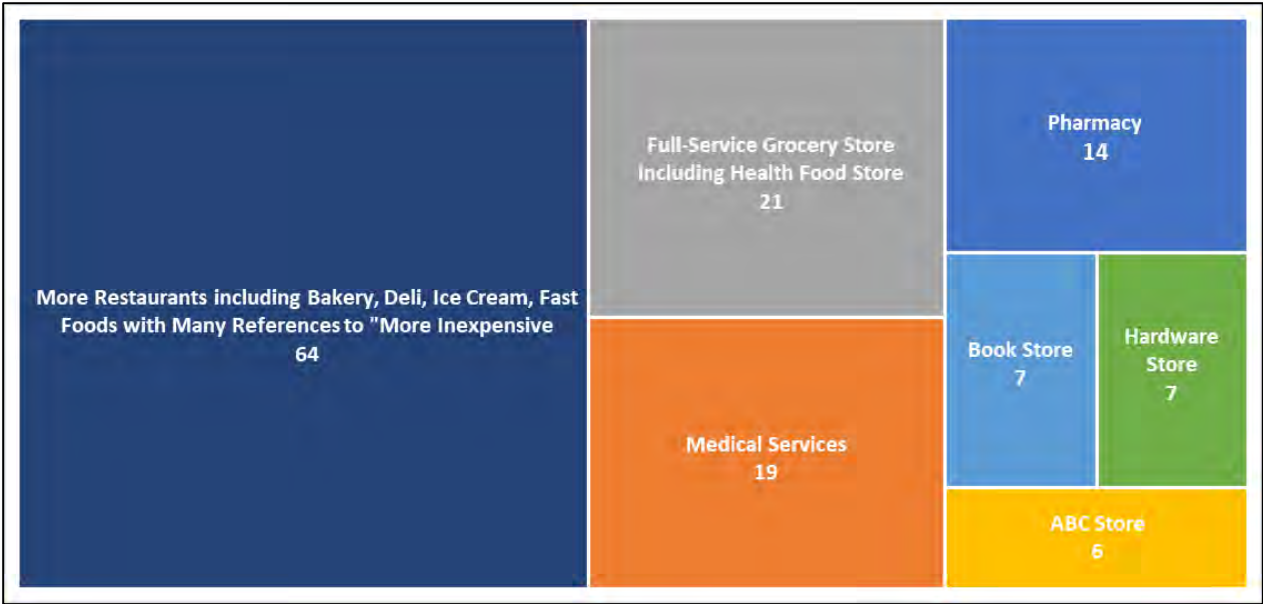 More Restaurants including Bakery, Deli, Ice Cream, Fast
Foods with Many References to "More Inexpensive
64
Full-Service Grocery Store
including Health Food Store
21
Medical Services
19
Pharmacy
14
Book Store
7
Hardware
Store
7
ABC Store
6